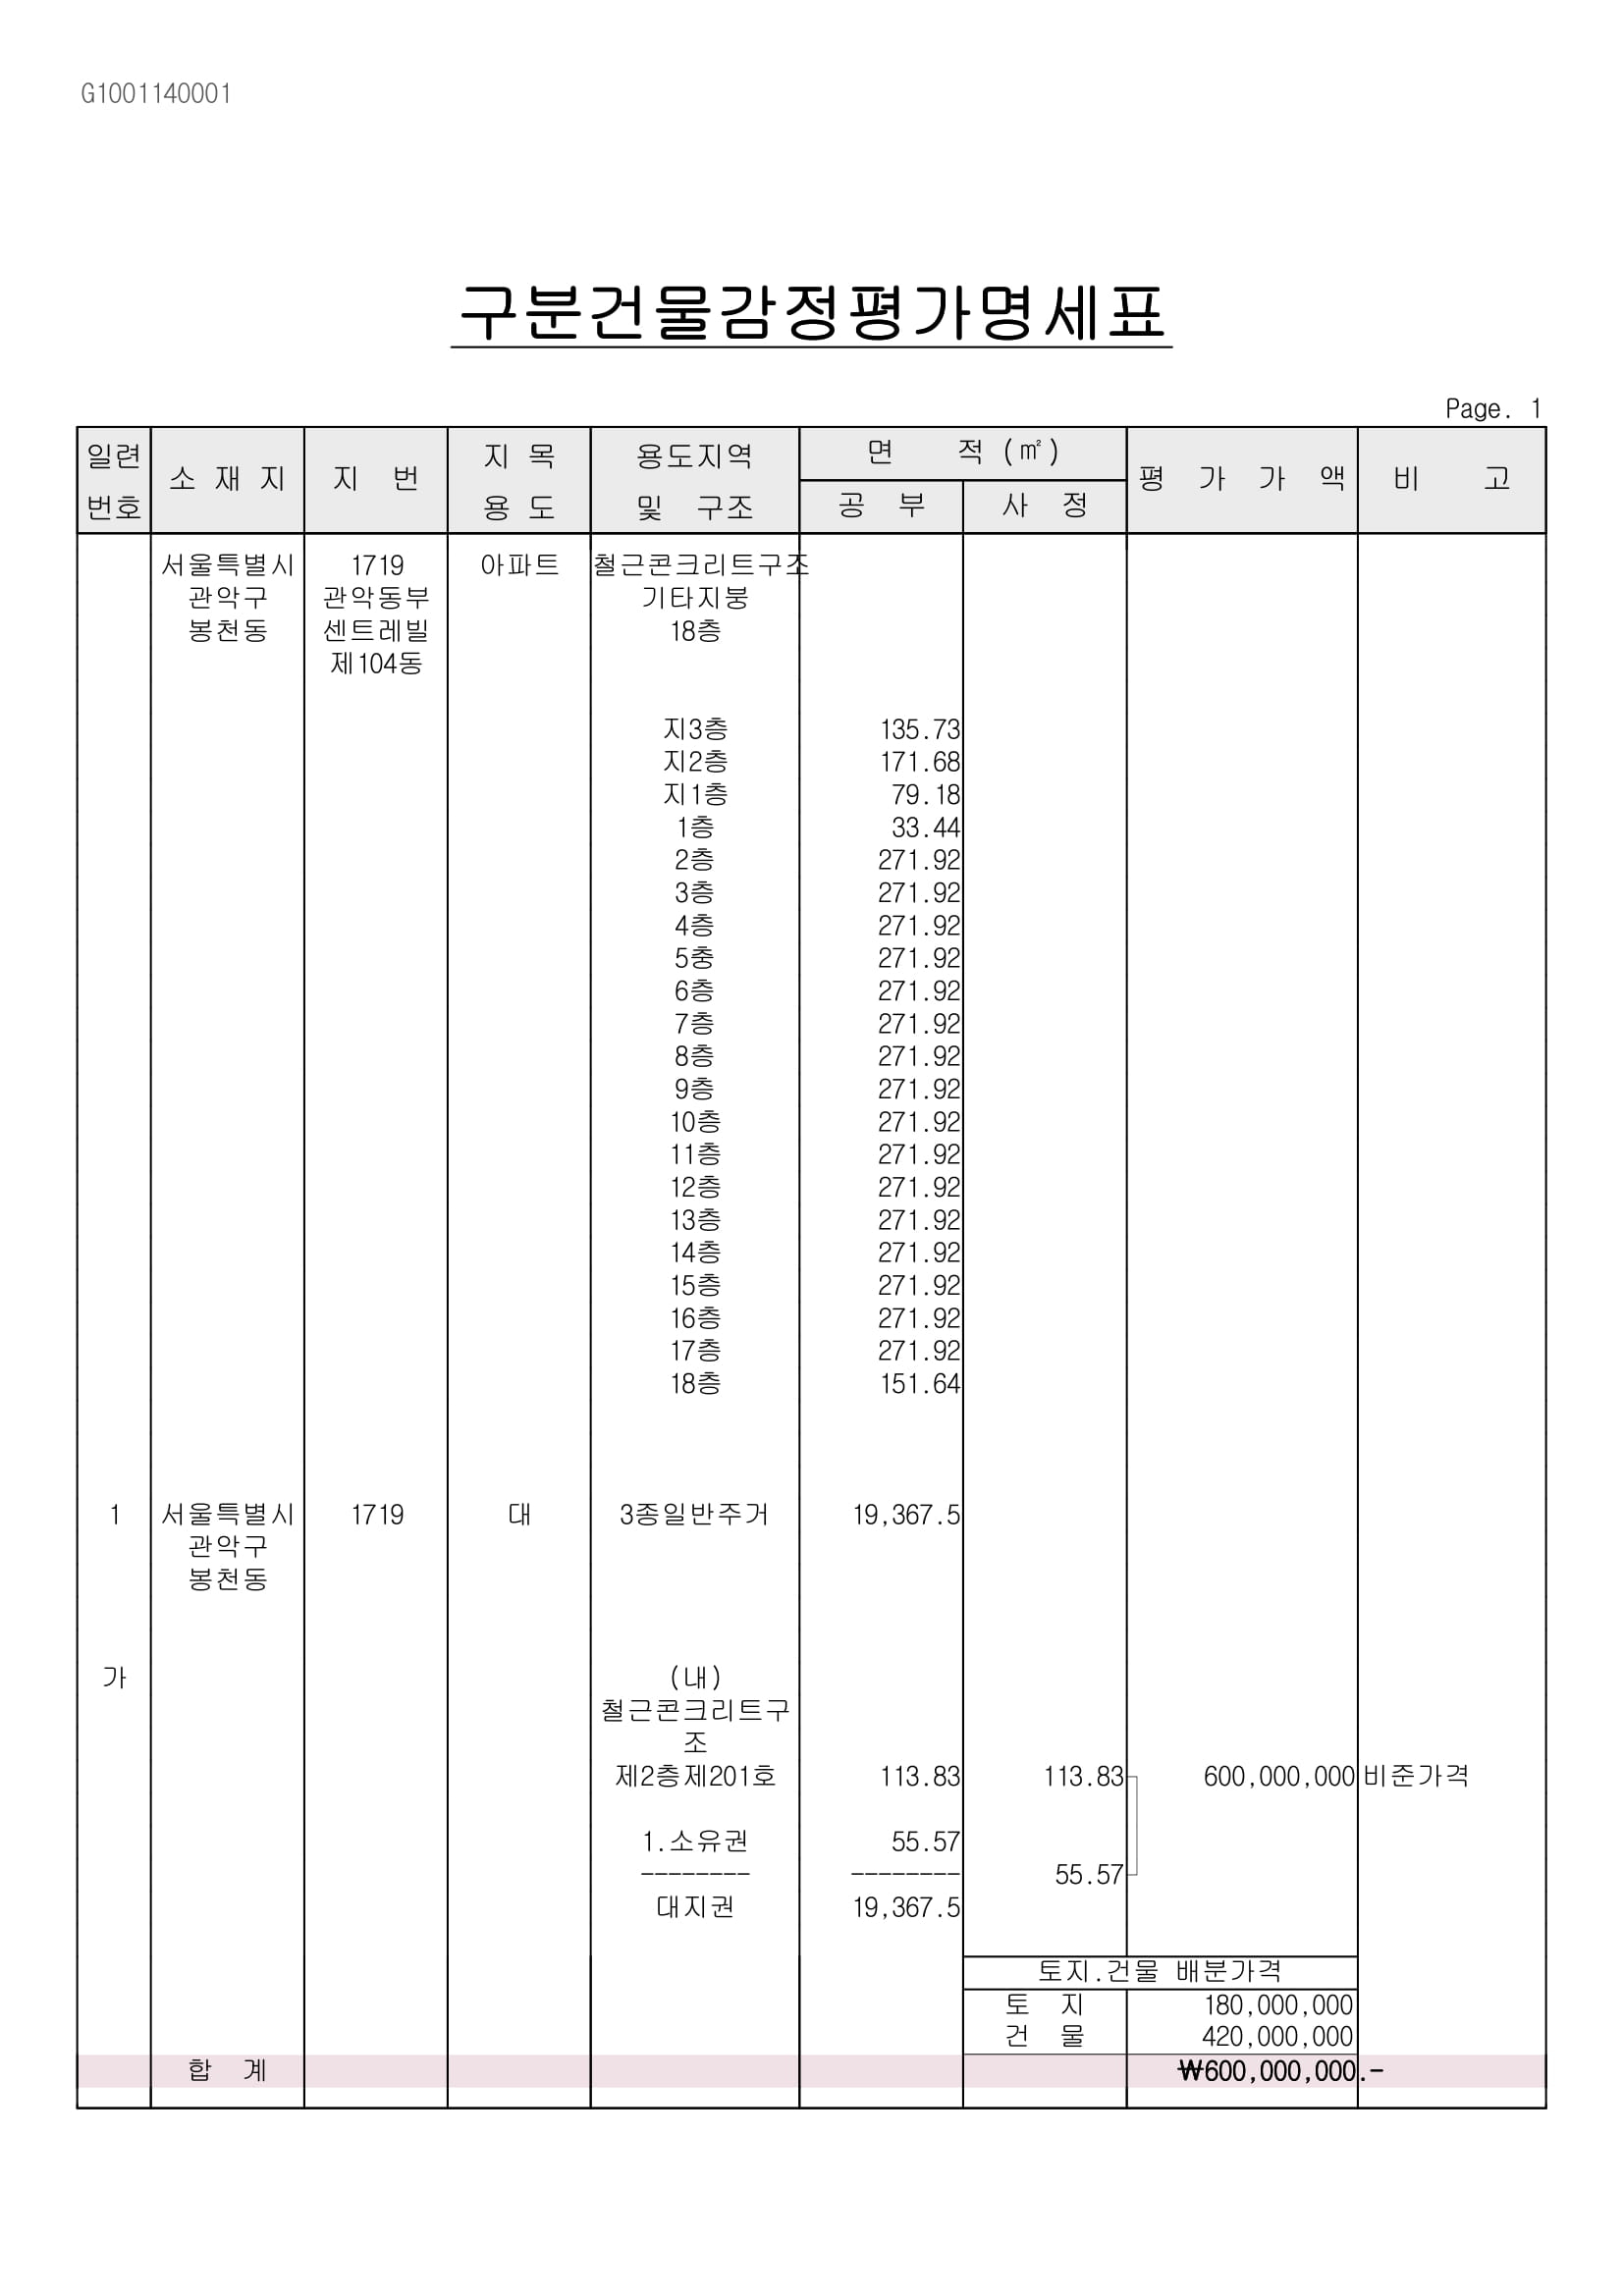 G1001140001
구분건물감정평가명세표
Page. 1
일련 번호 소 재 지 지 번 지 목 용 도 용도지역 및 구조 면 적 (㎡) 평 가 가 액 비 고
공 부 사 정
서울특별시 1719 아파트 철근콘크리트구조
관악구 관악동부 기타지붕
봉천동 센트레빌 18층
제104동
지3층 135.73
지2층 171.68
지1층 79.18
1층 33.44
2층 271.92
3층 271.92
4층 271.92
5충 271.92
6층 271.92
7층 271.92
8층 271.92
9층 271.92
10층 271.92
11층 271.92
12층 271.92
13층 271.92
14층 271.92
15층 271.92
16층 271.92
17층 271.92
18층 151.64
1 서울특별시 1719 대 3종일반주거 19,367.5
관악구
봉천동
가 (내)
철근콘크리트구
조
제2층제201호 113.83 113.83 600,000,000 비준가격
1.소유권 55.57
-------- -------- 55.57
대지권 19,367.5
토지.건물 배분가격
토 지 180,000,000
건 물 420,000,000
합 계 ₩600,000,000.-